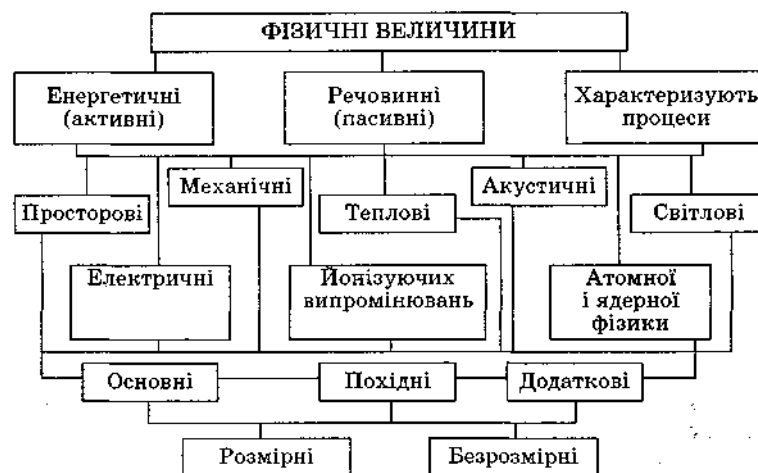 ФІЗИЧНІ ВЕЛИЧИНИ
Енергетичні
(активні)
Речовинні
(пасивні)
Характеризують
процеси
Механічні
Акустичні
Просторові
Теплові
Світлові
Електричні
Йонізуючих
випромінювань
Атомної
і ядерної
фізики
Основні
Похідні
Додаткові
Розмірні
Безрозмірні